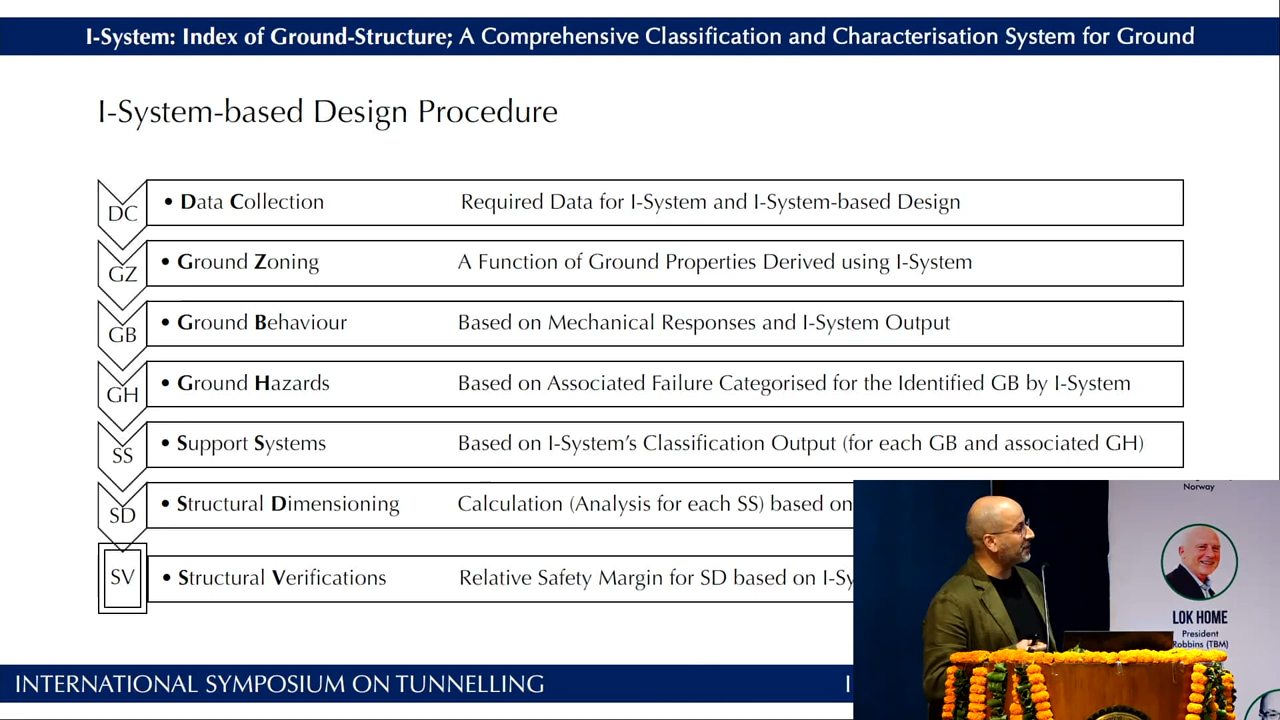 I-System: Index of Ground-Structure; A Comprehensive Classification and Characterisation System for Ground
I-System-based Design Procedure
DC • Data Collection Required Data for I-System and I-System-based Design
GZ • Ground Zoning A Function of Ground Properties Derived using I-System
GB • Ground Behaviour Based on Mechanical Responses and I-System Output
GH • Ground Hazards Based on Associated Failure Categorised for the Identified GB by I-System
SS • Support Systems Based on I-System's Classification Output (for each GB and associated GH)
SD • Structural Dimensioning Calculation (Analysis for each SS) based on
SV • Structural Verifications Relative Safety Margin for SD based on I-Sy
Norway
LOK HOME
President
Robbins (TBM)
INTERNATIONAL SYMPOSIUM ON TUNNELLING